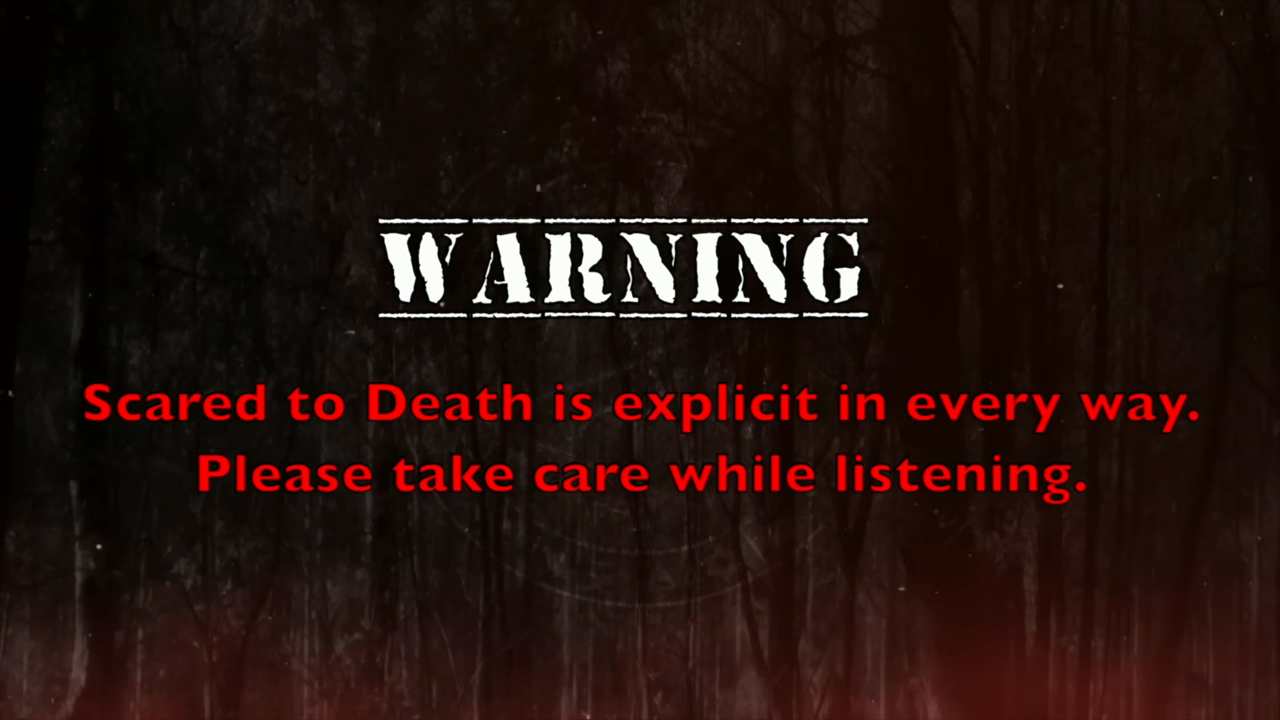 WARNING
Scared to Death is explicit in every way.
Please take care while listening.